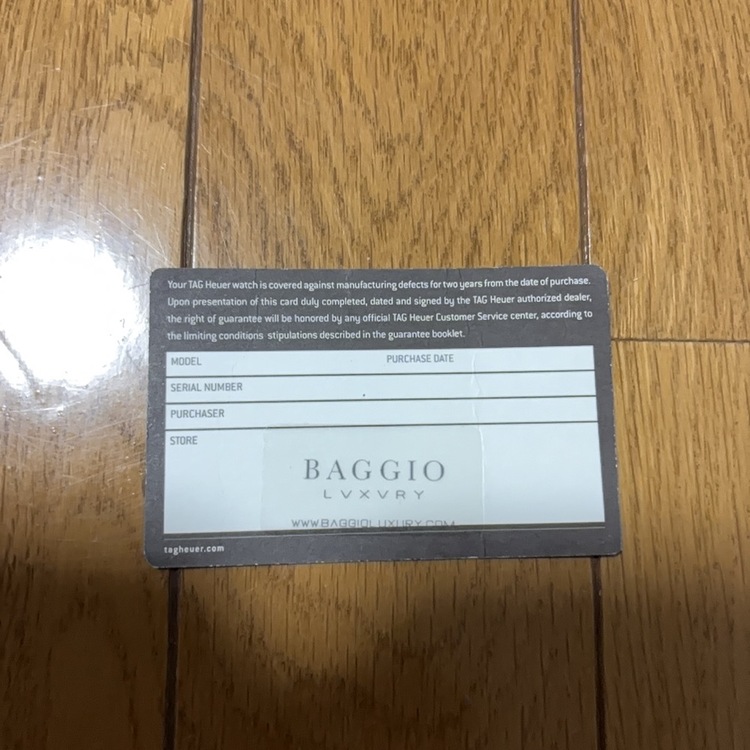 Your TAG Heuer watch is covered against manufacturing defects for two years from the date of purchase.
Upon presentation of this card duly completed, dated and signed by the TAG Heuer authorized dealer,
the right of guarantee will be honored by any official TAG Heuer Customer Service center, according to
the limiting conditions stipulations described in the guarantee booklet.
MODEL PURCHASE DATE
SERIAL NUMBER
PURCHASER
STORE
BAGGIO
LVXVRY
WWW.BAGGIOLUXURY.COM
tagheuer.com